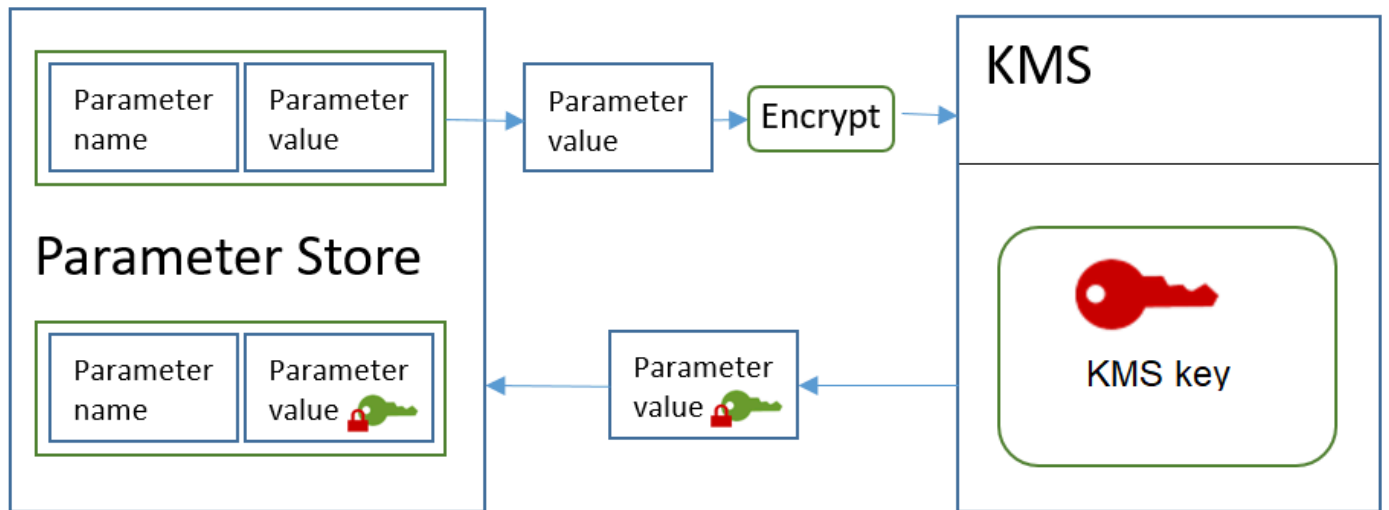 Parameter
name
Parameter
value
Parameter
value
Encrypt
KMS
Parameter Store
KMS key
Parameter
name
Parameter
value
Parameter
value